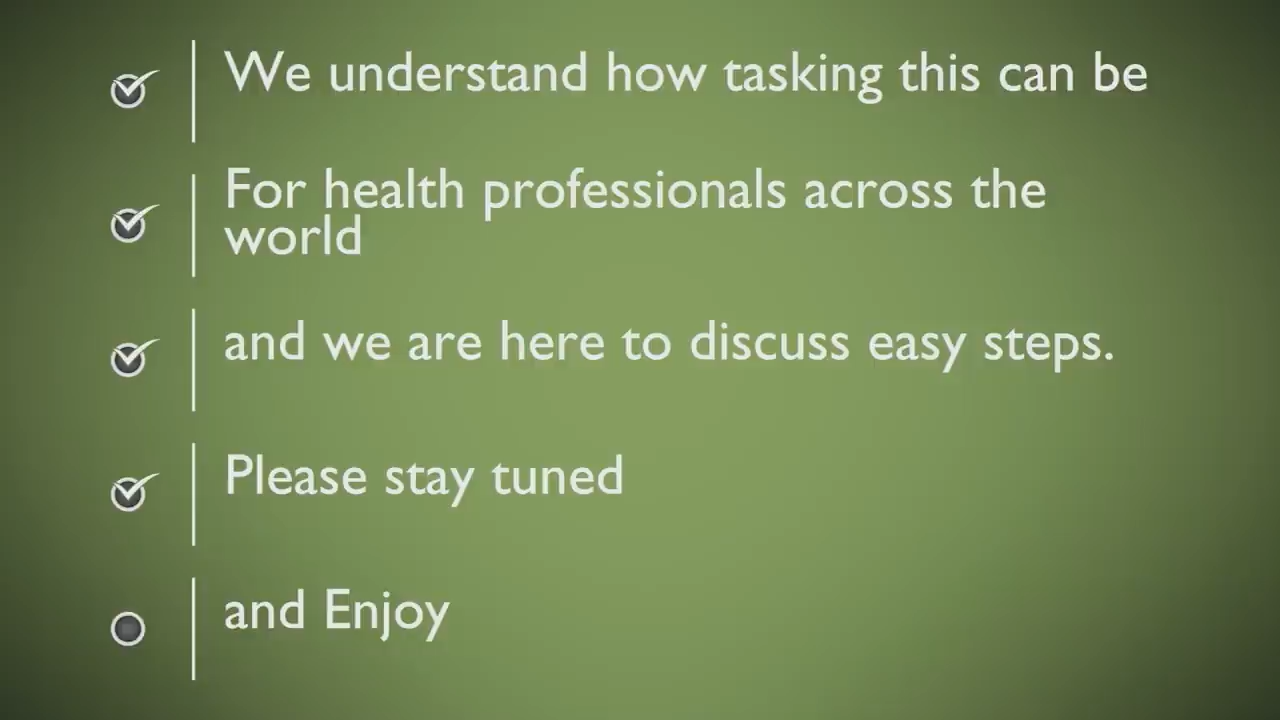 We understand how tasking this can be
For health professionals across the
world
and we are here to discuss easy steps.
Please stay tuned
and Enjoy